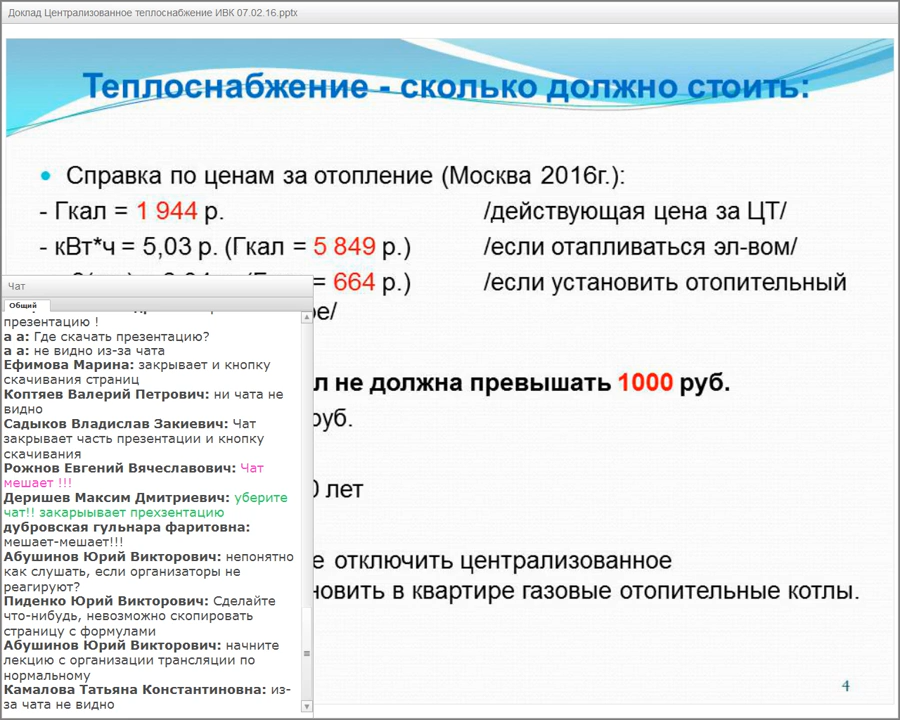 Доклад Централизованное теплоснабжение ИВК 07.02.16.pptx
Теплоснабжение - сколько должно стоить:
Справка по ценам за отопление (Москва 2016г.):
- Гкал = 1 944 р. /действующая цена за ЦТ/
- кВт*ч = 5,03 р. (Гкал = 5 849 р.) /если отапливаться эл-вом/
= 664 р.) /если установить отопительный
ре/
л не должна превышать 1000 руб.
руб.
0 лет
е отключить централизованное
новить в квартире газовые отопительные котлы.
4
Чат
Общий
презентацию !
а а: Где скачать презентацию?
а а: не видно из-за чата
Ефимова Марина: закрывает и кнопку
скачивания страниц
Коптяев Валерий Петрович: ни чата не
видно
Садыков Владислав Закиевич: Чат
закрывает часть презентации и кнопку
скачивания
Рожнов Евгений Вячеславович: Чат
мешает !!!
Деришев Максим Дмитриевич: уберите
чат!! закарыывает прехзентацию
дубровская гульнара фаритовна:
мешает-мешает!!!
Абушинов Юрий Викторович: непонятно
как слушать, если организаторы не
реагируют?
Пиденко Юрий Викторович: Сделайте
что-нибудь, невозможно скопировать
страницу с формулами
Абушинов Юрий Викторович: начните
лекцию с организации трансляции по
нормальному
Камалова Татьяна Константиновна: из-
за чата не видно